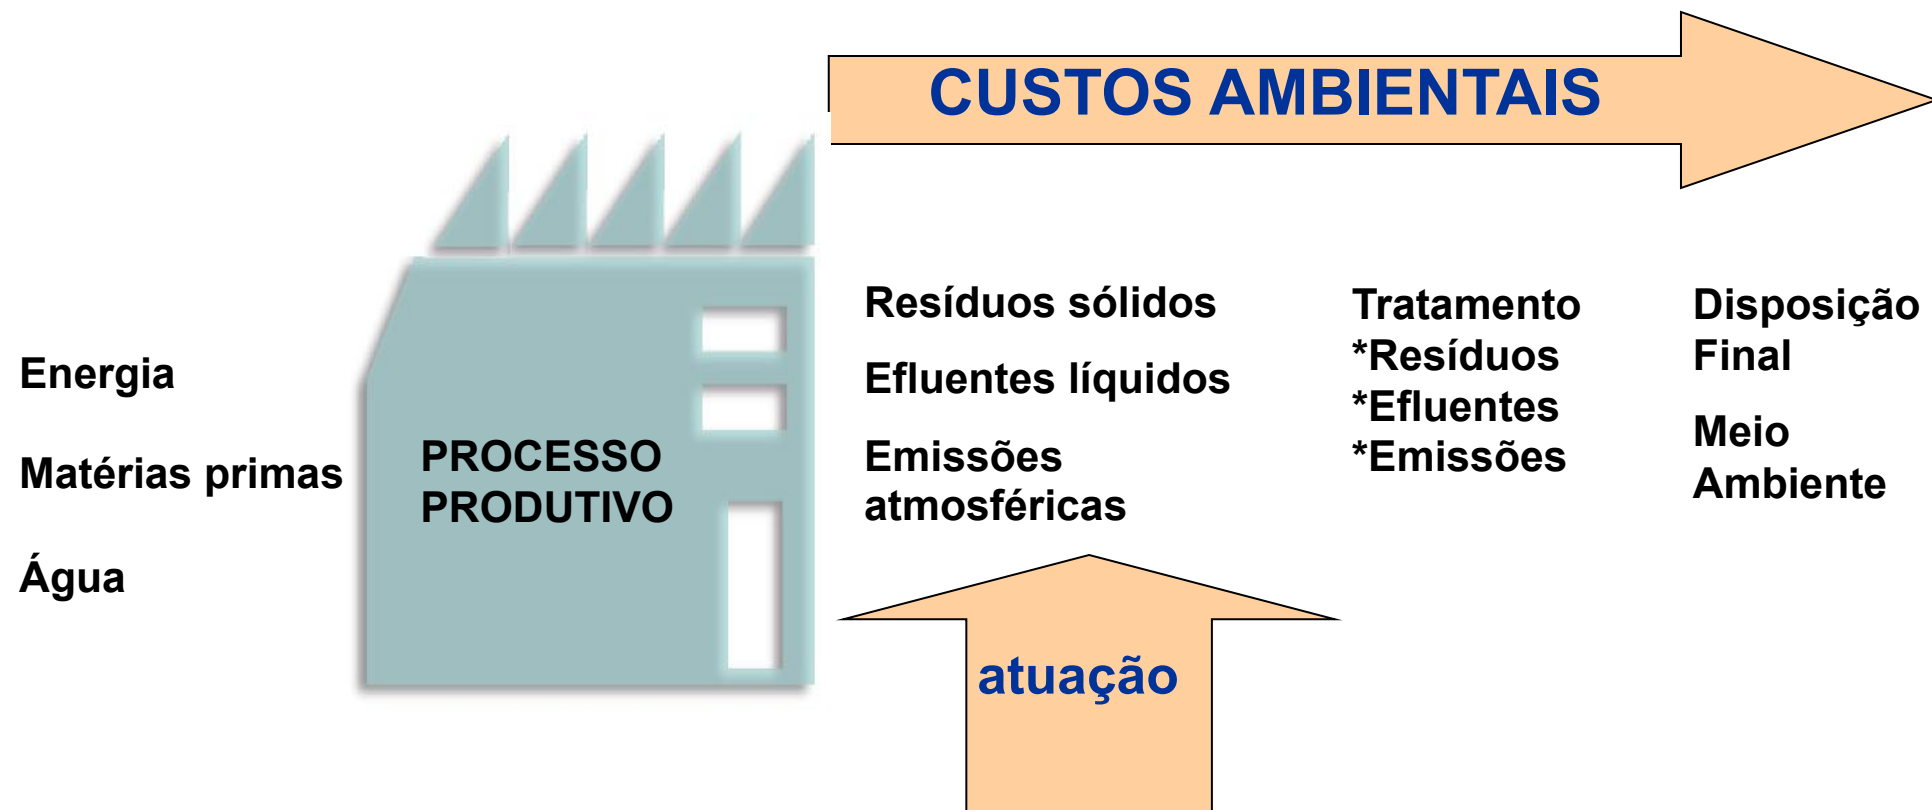 CUSTOS AMBIENTAIS
Energia
Matérias primas
Água
PROCESSO
PRODUTIVO
Resíduos sólidos
Efluentes líquidos
Emissões
atmosféricas
Tratamento
*Resíduos
*Efluentes
*Emissões
Disposição
Final
Meio
Ambiente
atuação